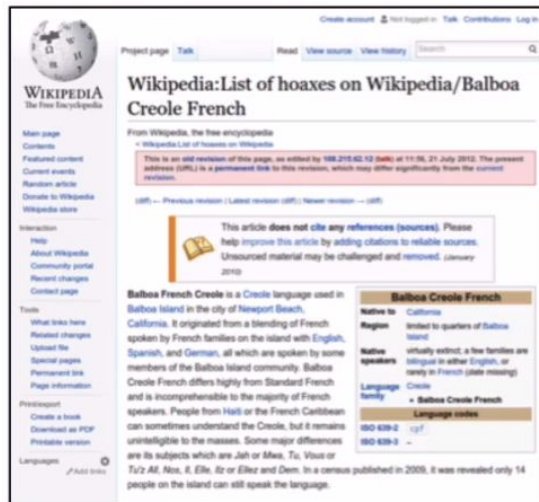 Create account Not logged in Talk Contributions Log in
Project page Talk Read View source View history Search
WIKIPEDIA
The Free Encyclopedia
Main page
Contents
Featured content
Current events
Random article
Donate to Wikipedia
Wikipedia store
Interaction
Help
About Wikipedia
Community portal
Recent changes
Contact page
Tools
What links here
Related changes
Upload file
Special pages
Permanent link
Page information
Print/export
Create a book
Download as PDF
Printable version
Languages
Add links
Wikipedia:List of hoaxes on Wikipedia/Balboa
Creole French
From Wikipedia, the free encyclopedia
< Wikipedia:List of hoaxes on Wikipedia
This is an old revision of this page, as edited by 108.215.62.12 (talk) at 11:59, 21 July 2012. The present
address (URL) is a permanent link to this revision, which may differ significantly from the current
revision.
(diff) ← Previous revision | Latest revision (diff) | Newer revision → (diff)
This article does not cite any references (sources). Please
help improve this article by adding citations to reliable sources.
Unsourced material may be challenged and removed. (January
2010)
Balboa French Creole is a Creole language used in
Balboa Island in the city of Newport Beach,
California. It originated from a blending of French
spoken by French families on the island with English,
Spanish, and German, all which are spoken by some
members of the Balboa Island community. Balboa
Creole French differs highly from Standard French
and is incomprehensible to the majority of French
speakers. People from Haiti or the French Caribbean
can sometimes understand the Creole, but it remains
unintelligible to the masses. Some major differences
are its subjects which are Jah or Mwa, Tu, Vous or
Tu'z All, Nos, Il, Elle, Ilz or Ellez and Dem. In a census published in 2009, it was revealed only 14
people on the island can still speak the language.
Balboa Creole French
Native to California
Region limited to quarters of Balboa
Island
Native speakers virtually extinct; a few families are
bilingual in either English, or
rarely in French (date missing)
Language family Creole
• Balboa Creole French
Language codes
ISO 639-2 cpf
ISO 639-3 –